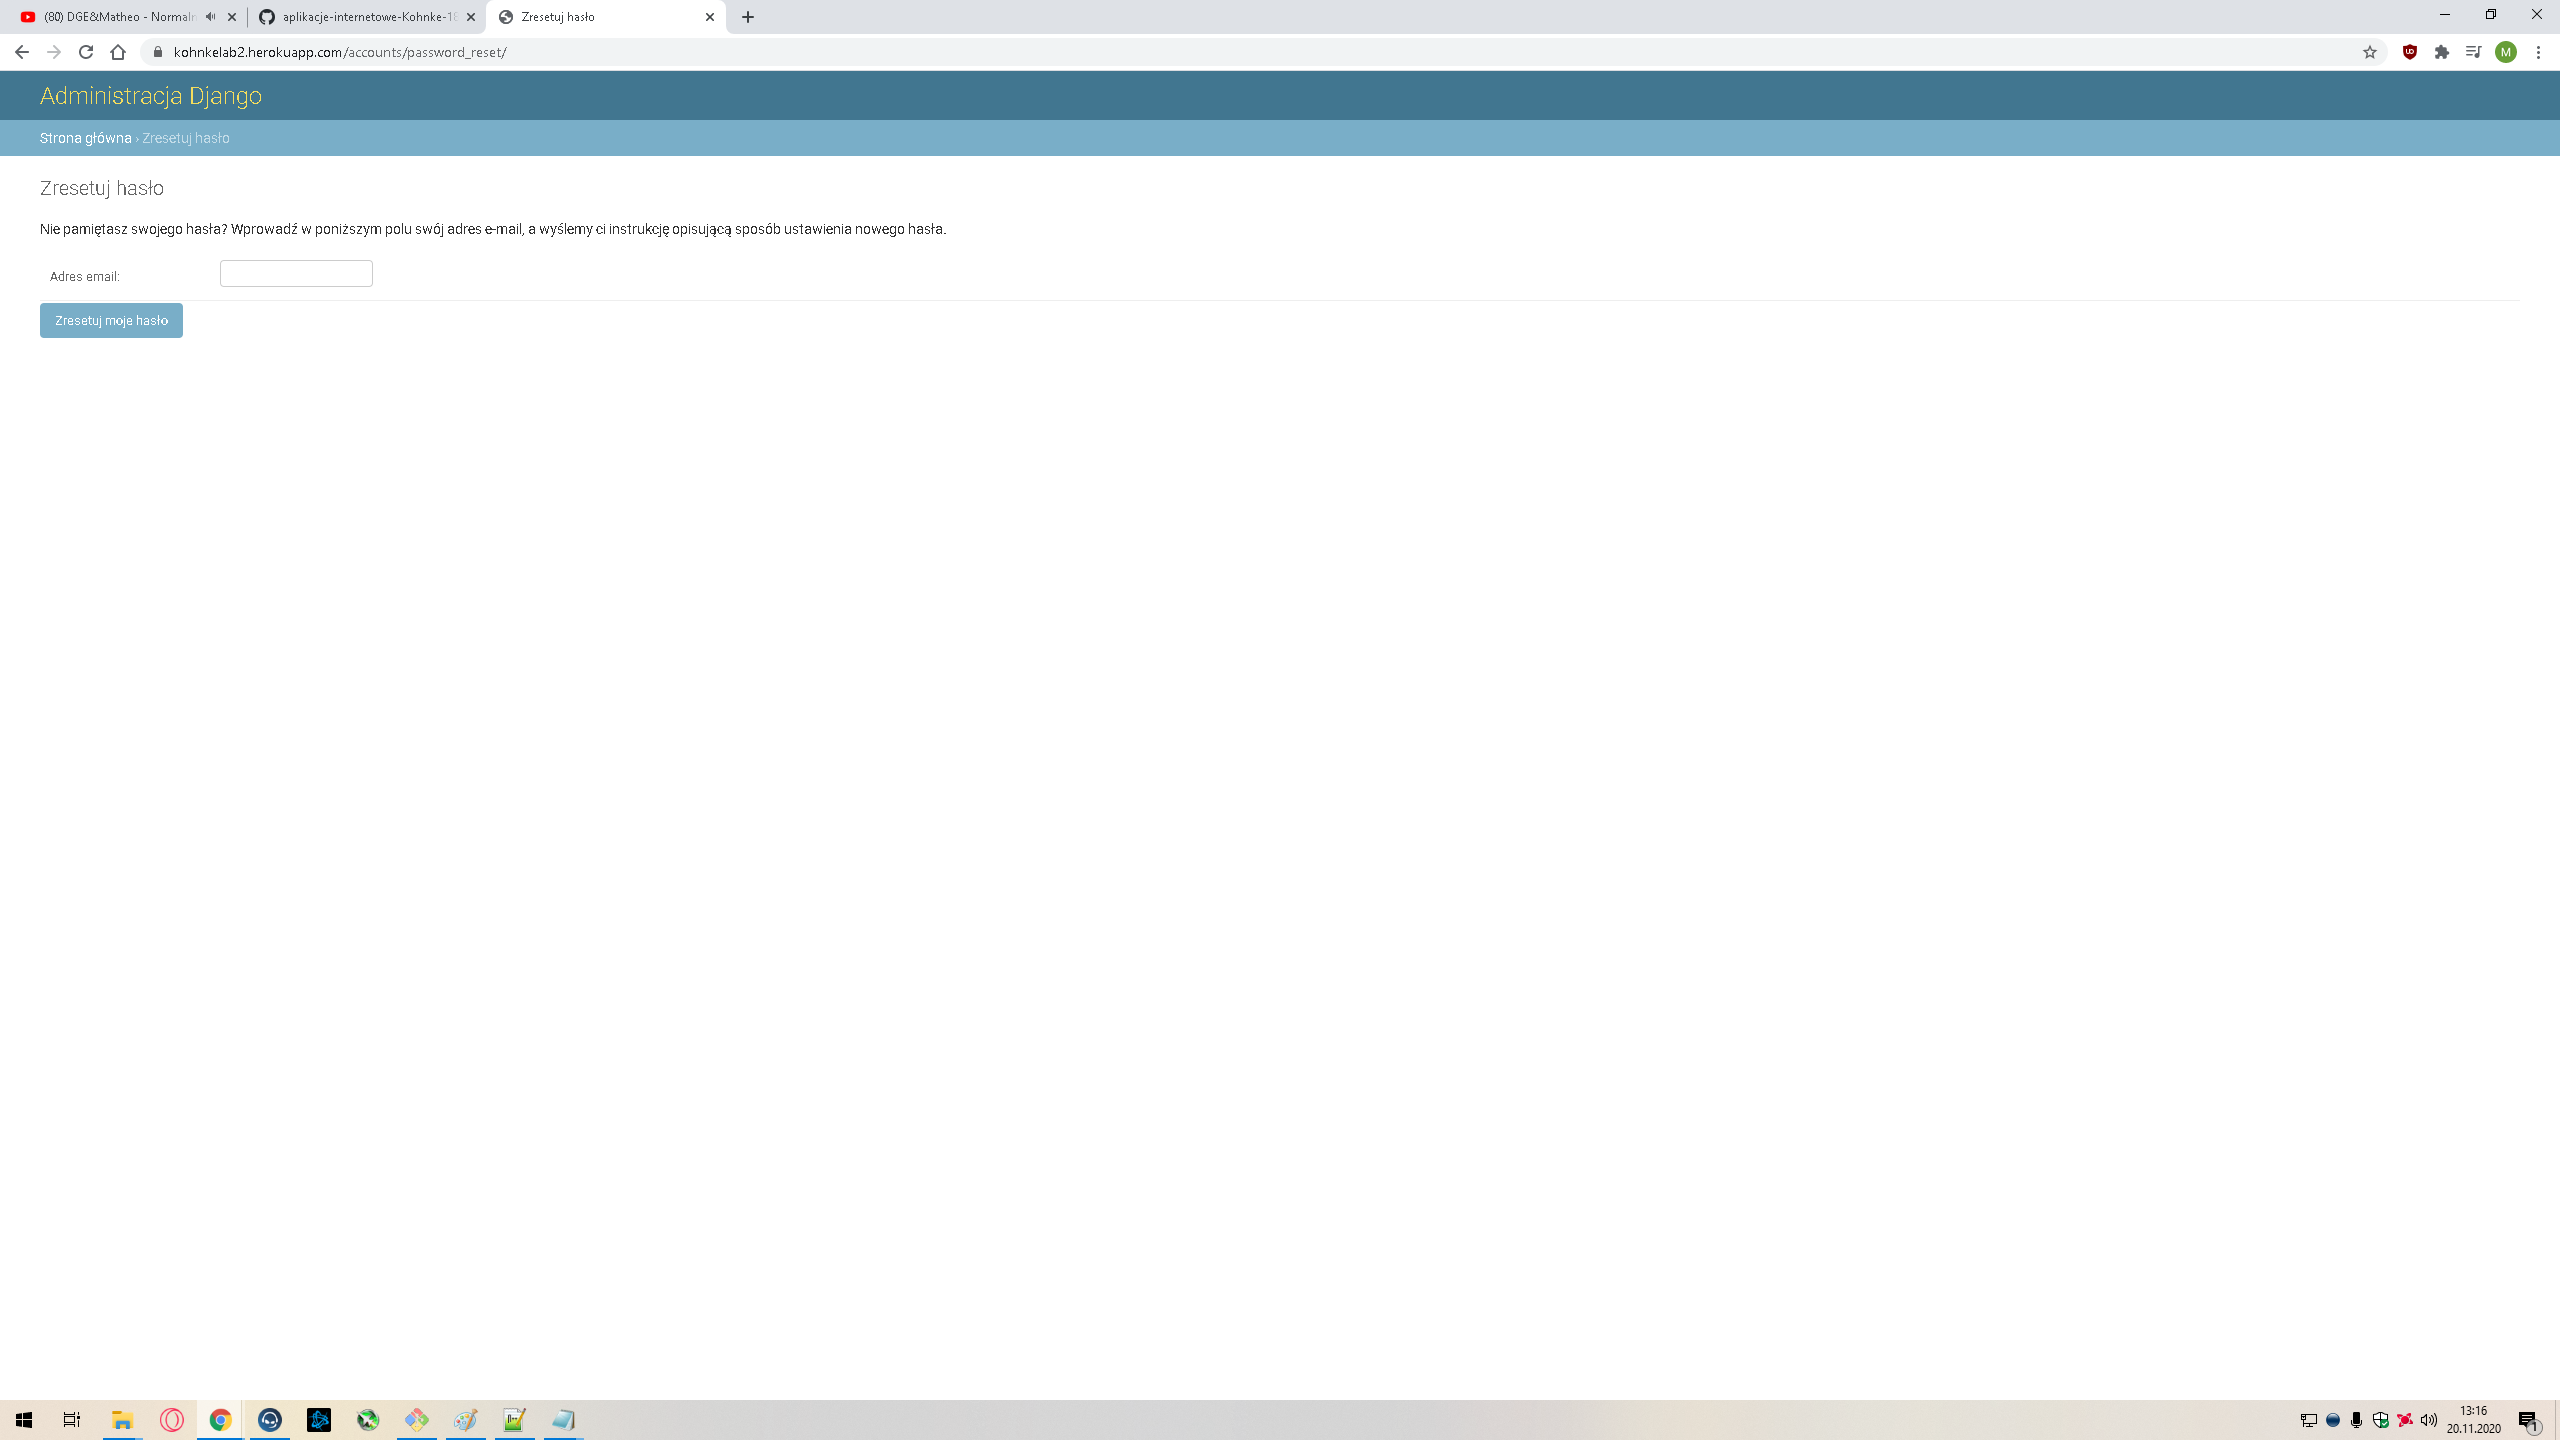 (80) DGE&Matheo - Normaln
aplikacje-internetowe-Kohnke-18
Zresetuj hasło
kohnkelab2.herokuapp.com/accounts/password_reset/
M
Administracja Django
Strona główna › Zresetuj hasło
Zresetuj hasło
Nie pamiętasz swojego hasła? Wprowadź w poniższym polu swój adres e-mail, a wyślemy ci instrukcję opisującą sposób ustawienia nowego hasła.
Adres email:
Zresetuj moje hasło
13:16
20.11.2020
1